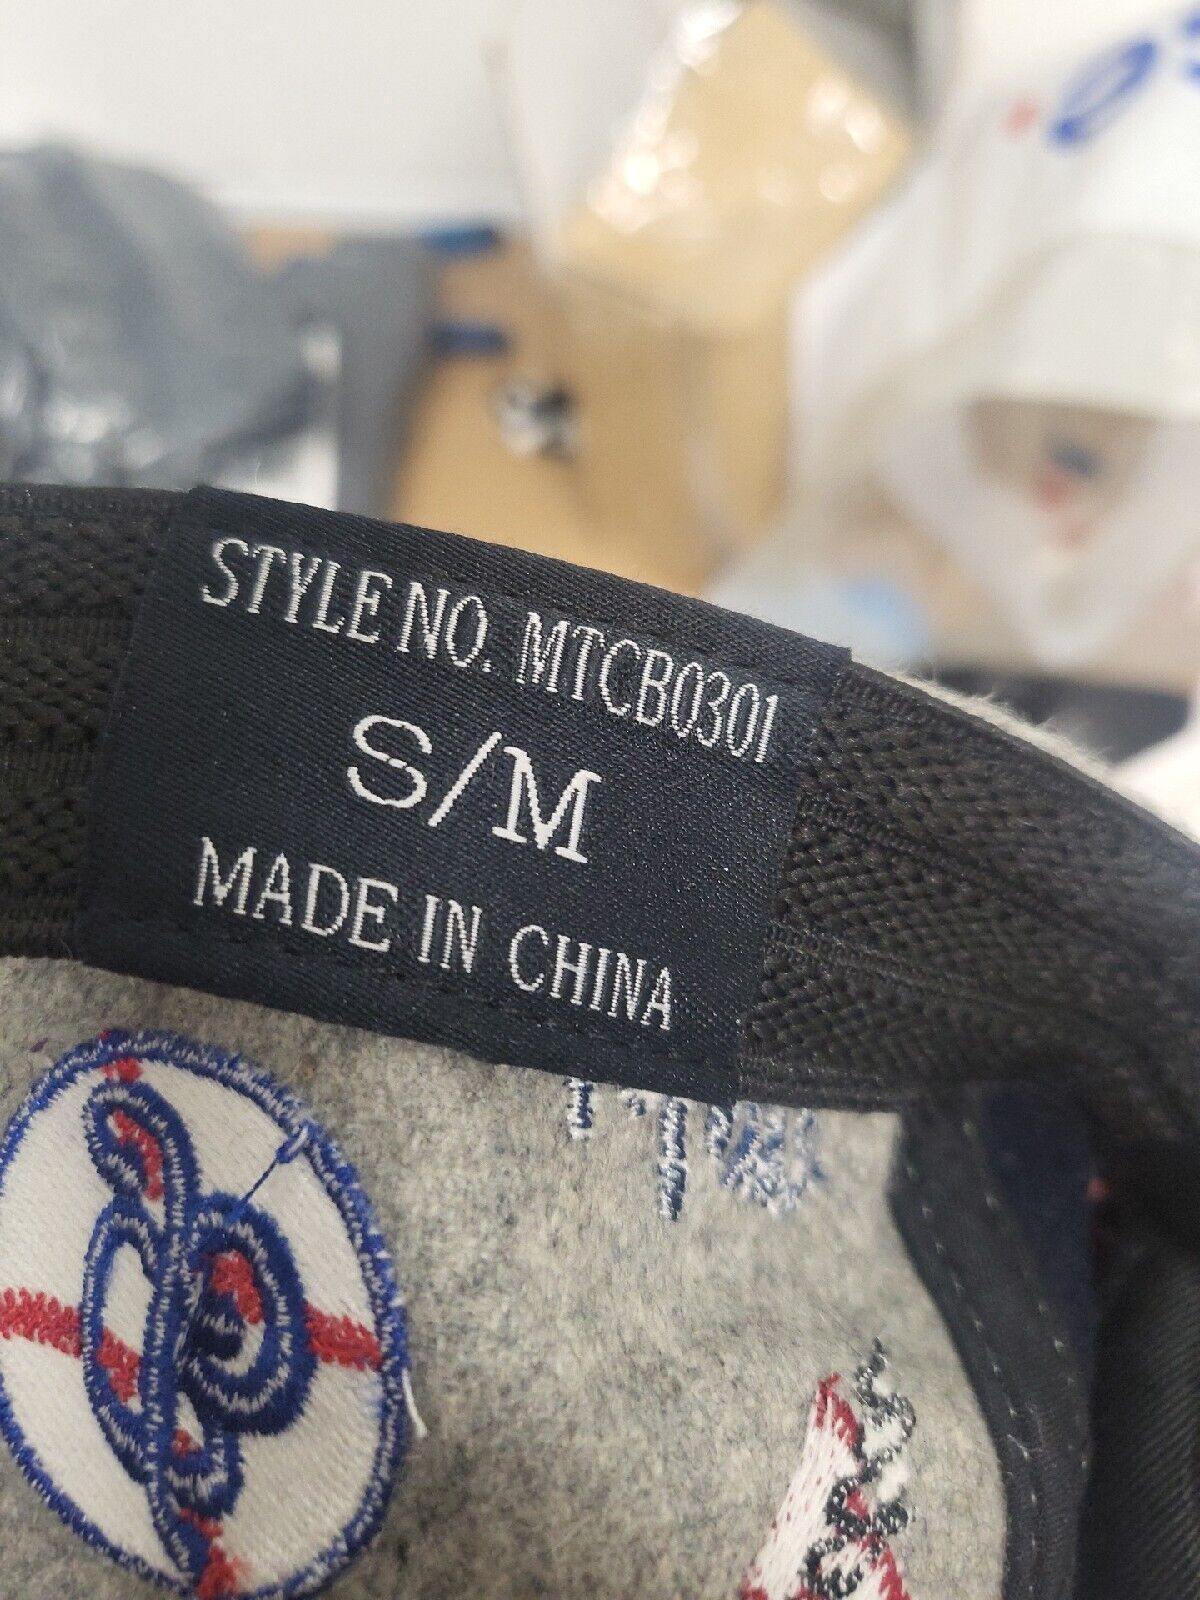 STYLE NO. MTCB0301
S/M
MADE IN CHINA